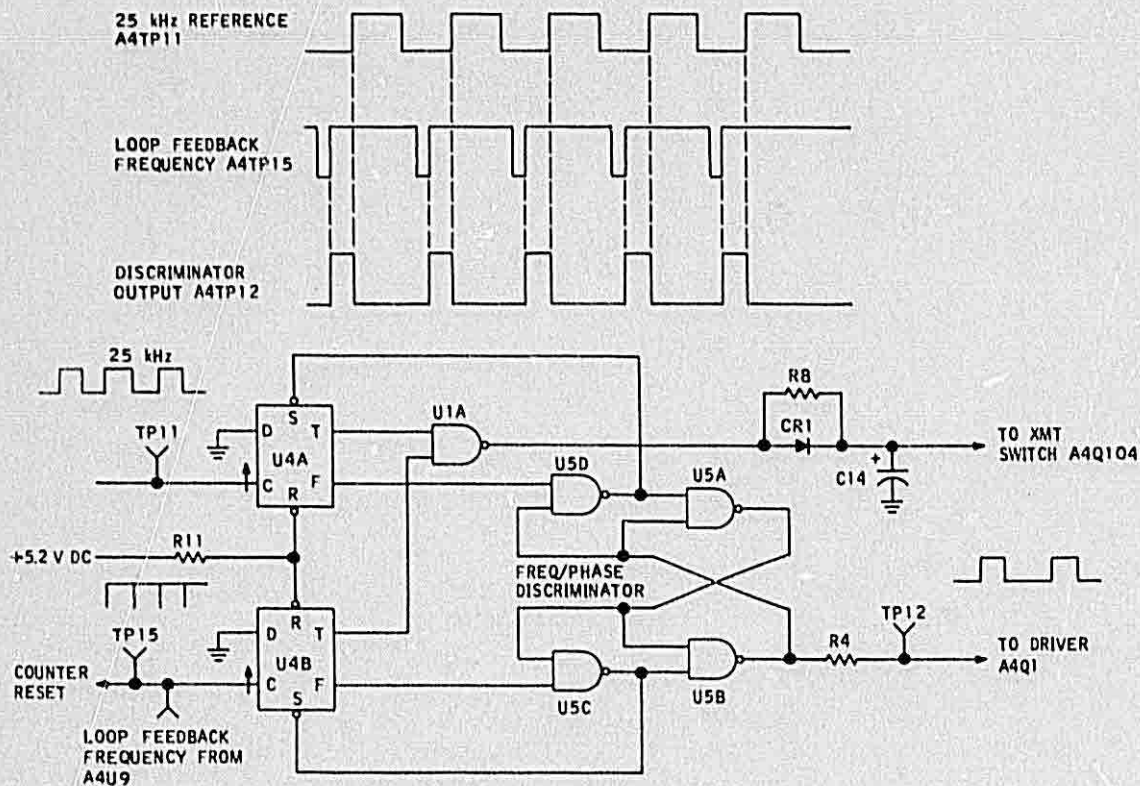 25 kHz REFERENCE
A4TP11
LOOP FEEDBACK
FREQUENCY A4TP15
DISCRIMINATOR
OUTPUT A4TP12
25 kHz
TP11
S
D
T
U4A
C
F
R
U1A
R8
CR1
+
C14
TO XMT
SWITCH A4Q104
U5D
U5A
+5.2 V DC
R11
FREQ/PHASE
DISCRIMINATOR
TP15
COUNTER
RESET
R
D
T
U4B
C
F
S
U5C
U5B
R4
TP12
TO DRIVER
A4Q1
LOOP FEEDBACK
FREQUENCY FROM
A4U9